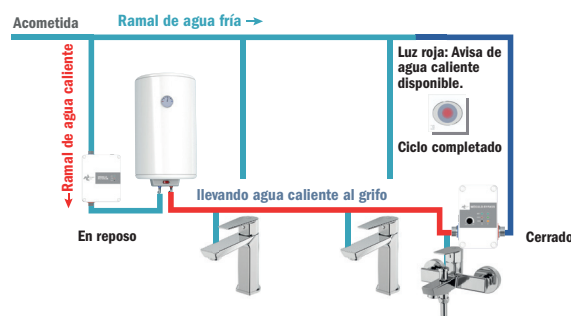 Acometida
Ramal de agua fría →
← Ramal de agua caliente
Luz roja: Avisa de
agua caliente
disponible.
Ciclo completado
llevando agua caliente al grifo
En reposo
Cerrado